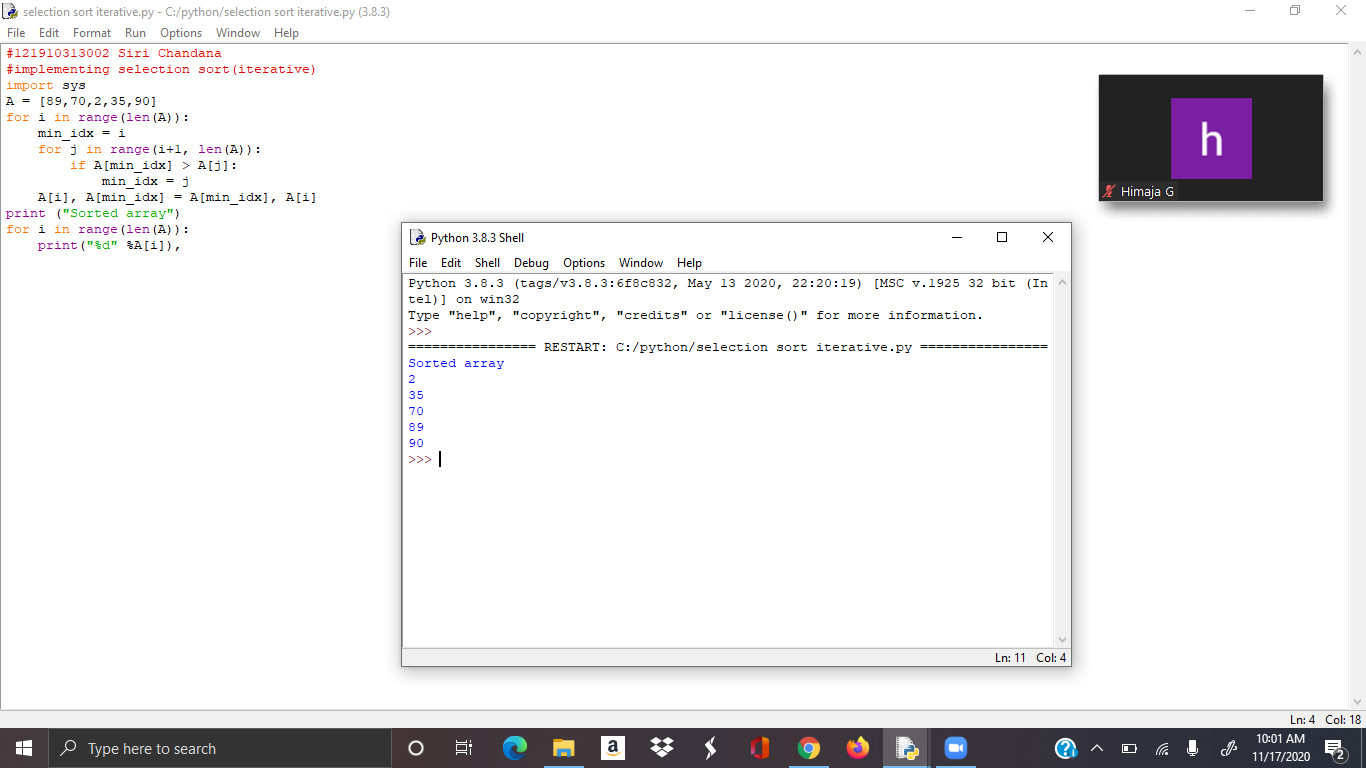 selection sort iterative.py - C:/python/selection sort iterative.py (3.8.3)
File Edit Format Run Options Window Help
#121910313002 Siri Chandana
#implementing selection sort(iterative)
import sys
A = [89,70,2,35,90]
for i in range(len(A)):
    min_idx = i
    for j in range(i+1, len(A)):
        if A[min_idx] > A[j]:
            min_idx = j
    A[i], A[min_idx] = A[min_idx], A[i]
print ("Sorted array")
for i in range(len(A)):
    print("%d" %A[i]),
h
Himaja G
Python 3.8.3 Shell
File Edit Shell Debug Options Window Help
Python 3.8.3 (tags/v3.8.3:6f8c832, May 13 2020, 22:20:19) [MSC v.1925 32 bit (In
tel)] on win32
Type "help", "copyright", "credits" or "license()" for more information.
>>>
================ RESTART: C:/python/selection sort iterative.py ================
Sorted array
2
35
70
89
90
>>>
Ln: 11 Col: 4
Ln: 4 Col: 18
Type here to search
a
10:01 AM
11/17/2020
2